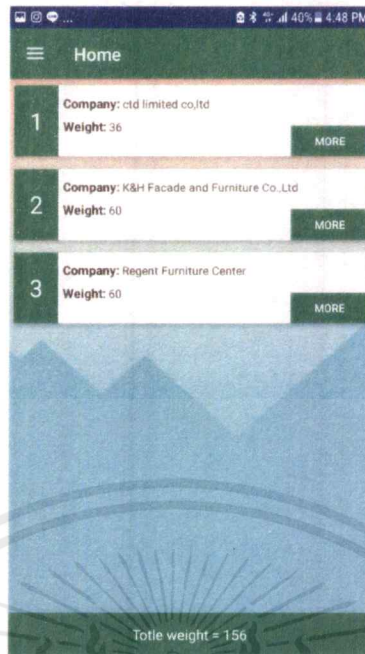 ... 40% 4:48 PM
Home
1
Company: ctd limited co,ltd
Weight: 36
MORE
2
Company: K&H Facade and Furniture Co.,Ltd
Weight: 60
MORE
3
Company: Regent Furniture Center
Weight: 60
MORE
Totle weight = 156